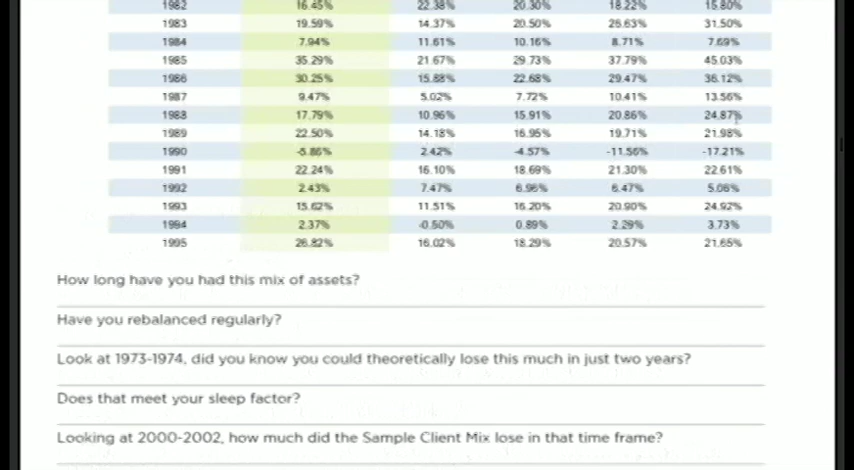 1982 16.45% 22.38% 20.30% 18.22% 15.80%
1983 19.59% 14.37% 20.50% 26.63% 31.50%
1984 7.94% 11.61% 10.16% 8.71% 7.69%
1985 35.29% 21.67% 29.73% 37.79% 45.03%
1986 30.25% 15.88% 22.68% 29.47% 36.12%
1987 9.47% 5.02% 7.72% 10.41% 13.56%
1988 17.79% 10.96% 15.91% 20.86% 24.87%
1989 22.50% 14.18% 16.95% 19.71% 21.98%
1990 -5.86% 2.42% -4.57% -11.56% -17.21%
1991 22.24% 16.10% 18.69% 21.30% 22.61%
1992 2.43% 7.47% 6.96% 6.47% 5.06%
1993 15.62% 11.51% 16.20% 20.90% 24.92%
1994 2.37% -0.50% 0.89% 2.29% 3.73%
1995 26.82% 16.02% 18.29% 20.57% 21.65%
How long have you had this mix of assets?
Have you rebalanced regularly?
Look at 1973-1974, did you know you could theoretically lose this much in just two years?
Does that meet your sleep factor?
Looking at 2000-2002, how much did the Sample Client Mix lose in that time frame?